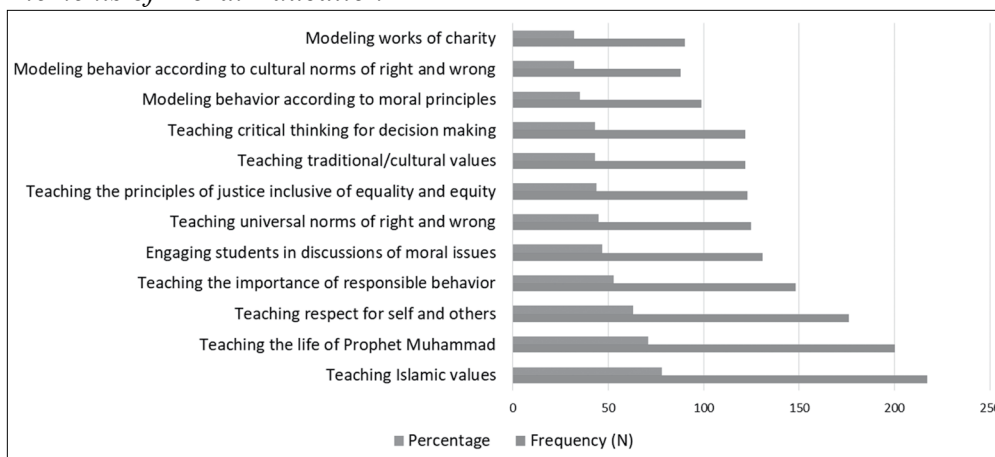 Modeling works of charity
Modeling behavior according to cultural norms of right and wrong
Modeling behavior according to moral principles
Teaching critical thinking for decision making
Teaching traditional/cultural values
Teaching the principles of justice inclusive of equality and equity
Teaching universal norms of right and wrong
Engaging students in discussions of moral issues
Teaching the importance of responsible behavior
Teaching respect for self and others
Teaching the life of Prophet Muhammad
Teaching Islamic values
0 50 100 150 200 250
Percentage Frequency (N)